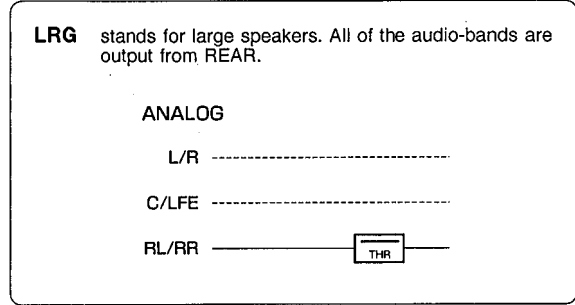 LRG stands for large speakers. All of the audio-bands are
output from REAR.
ANALOG
L/R
C/LFE
RL/RR THR